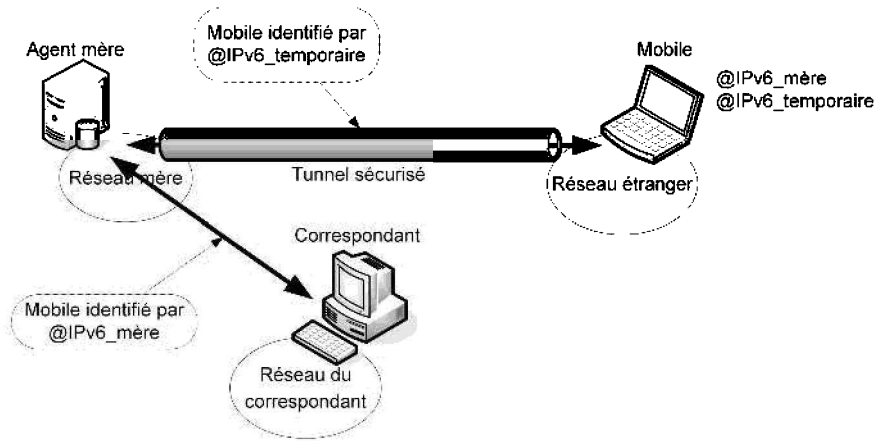 Mobile identifié par
@IPv6_temporaire
Agent mère
Mobile
@IPv6_mère
@IPv6_temporaire
Tunnel sécurisé
Réseau mère
Réseau étranger
Correspondant
Mobile identifié par
@IPv6_mère
Réseau du
correspondant